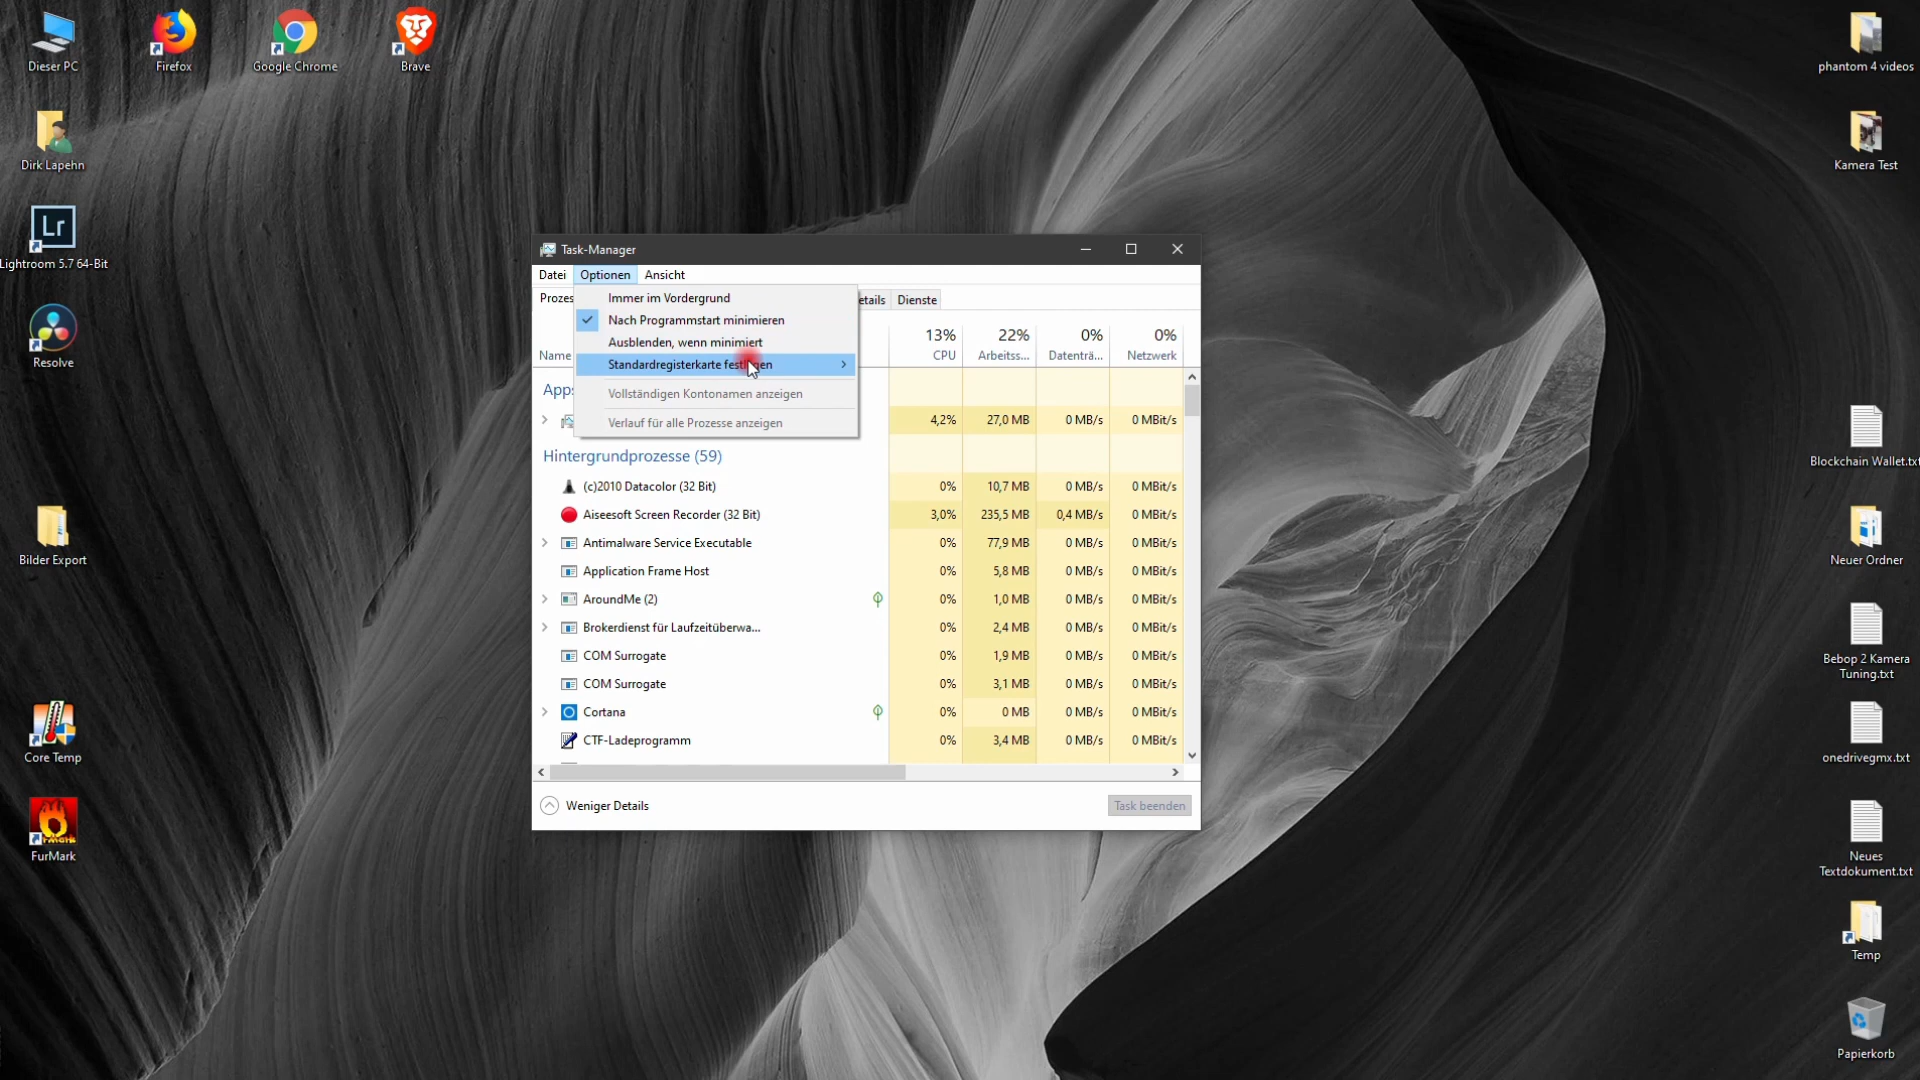 Dieser PC
Firefox
Google Chrome
Brave
phantom 4 videos
Dirk Lapehn
Kamera Test
Lr
Lightroom 5.7 64-Bit
Resolve
Bilder Export
Core Temp
FurMark
Blockchain Wallet.txt
Neuer Ordner
Bebop 2 Kamera
Tuning.txt
onedrivegmx.txt
Neues
Textdokument.txt
Temp
Papierkorb
Task-Manager
Datei Optionen Ansicht
Prozes
etails Dienste
Immer im Vordergrund
Nach Programmstart minimieren
Ausblenden, wenn minimiert
Standardregisterkarte festlegen
Vollständigen Kontonamen anzeigen
Verlauf für alle Prozesse anzeigen
13% 22% 0% 0%
Name CPU Arbeitss... Datenträ... Netzwerk
Apps
4,2% 27,0 MB 0 MB/s 0 MBit/s
Hintergrundprozesse (59)
(c)2010 Datacolor (32 Bit) 0% 10,7 MB 0 MB/s 0 MBit/s
Aiseesoft Screen Recorder (32 Bit) 3,0% 235,5 MB 0,4 MB/s 0 MBit/s
Antimalware Service Executable 0% 77,9 MB 0 MB/s 0 MBit/s
Application Frame Host 0% 5,8 MB 0 MB/s 0 MBit/s
AroundMe (2) 0% 1,0 MB 0 MB/s 0 MBit/s
Brokerdienst für Laufzeitüberwa... 0% 2,4 MB 0 MB/s 0 MBit/s
COM Surrogate 0% 1,9 MB 0 MB/s 0 MBit/s
COM Surrogate 0% 3,1 MB 0 MB/s 0 MBit/s
Cortana 0% 0 MB 0 MB/s 0 MBit/s
CTF-Ladeprogramm 0% 3,4 MB 0 MB/s 0 MBit/s
Weniger Details
Task beenden